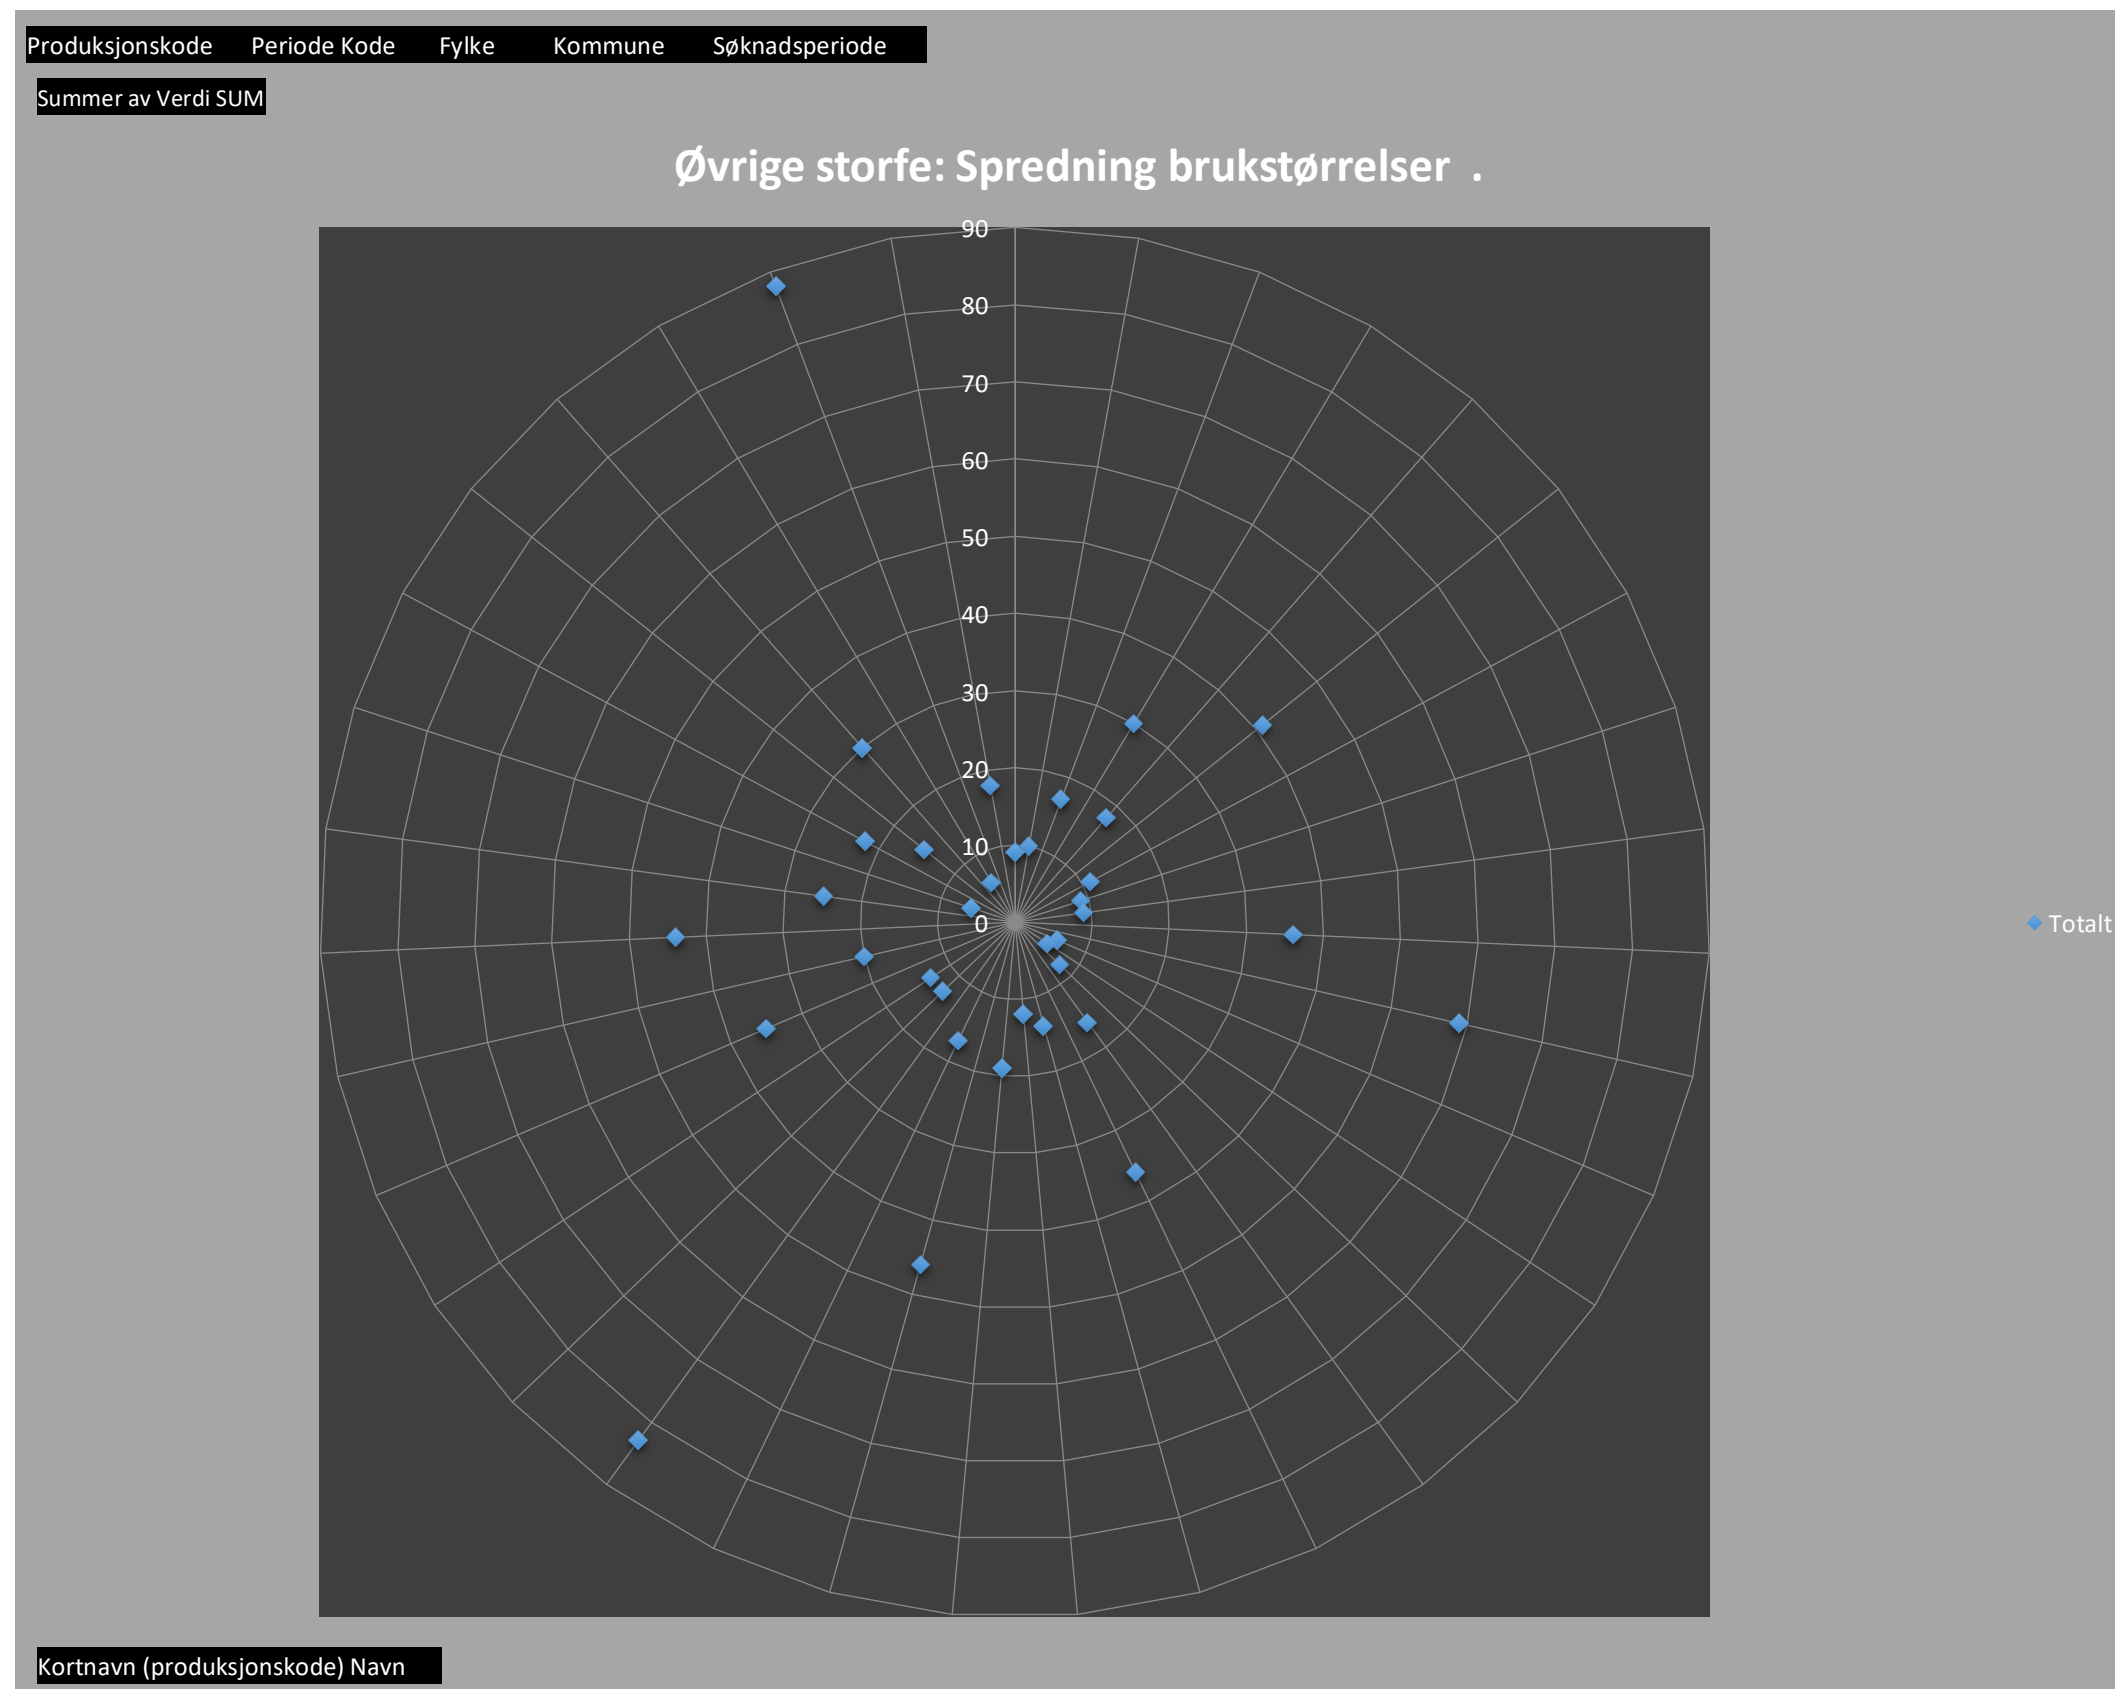 Produksjonskode Periode Kode Fylke Kommune Søknadsperiode
Summer av Verdi SUM
Øvrige storfe: Spredning brukstørrelser .
90
80
70
60
50
40
30
20
10
0
Totalt
Kortnavn (produksjonskode) Navn